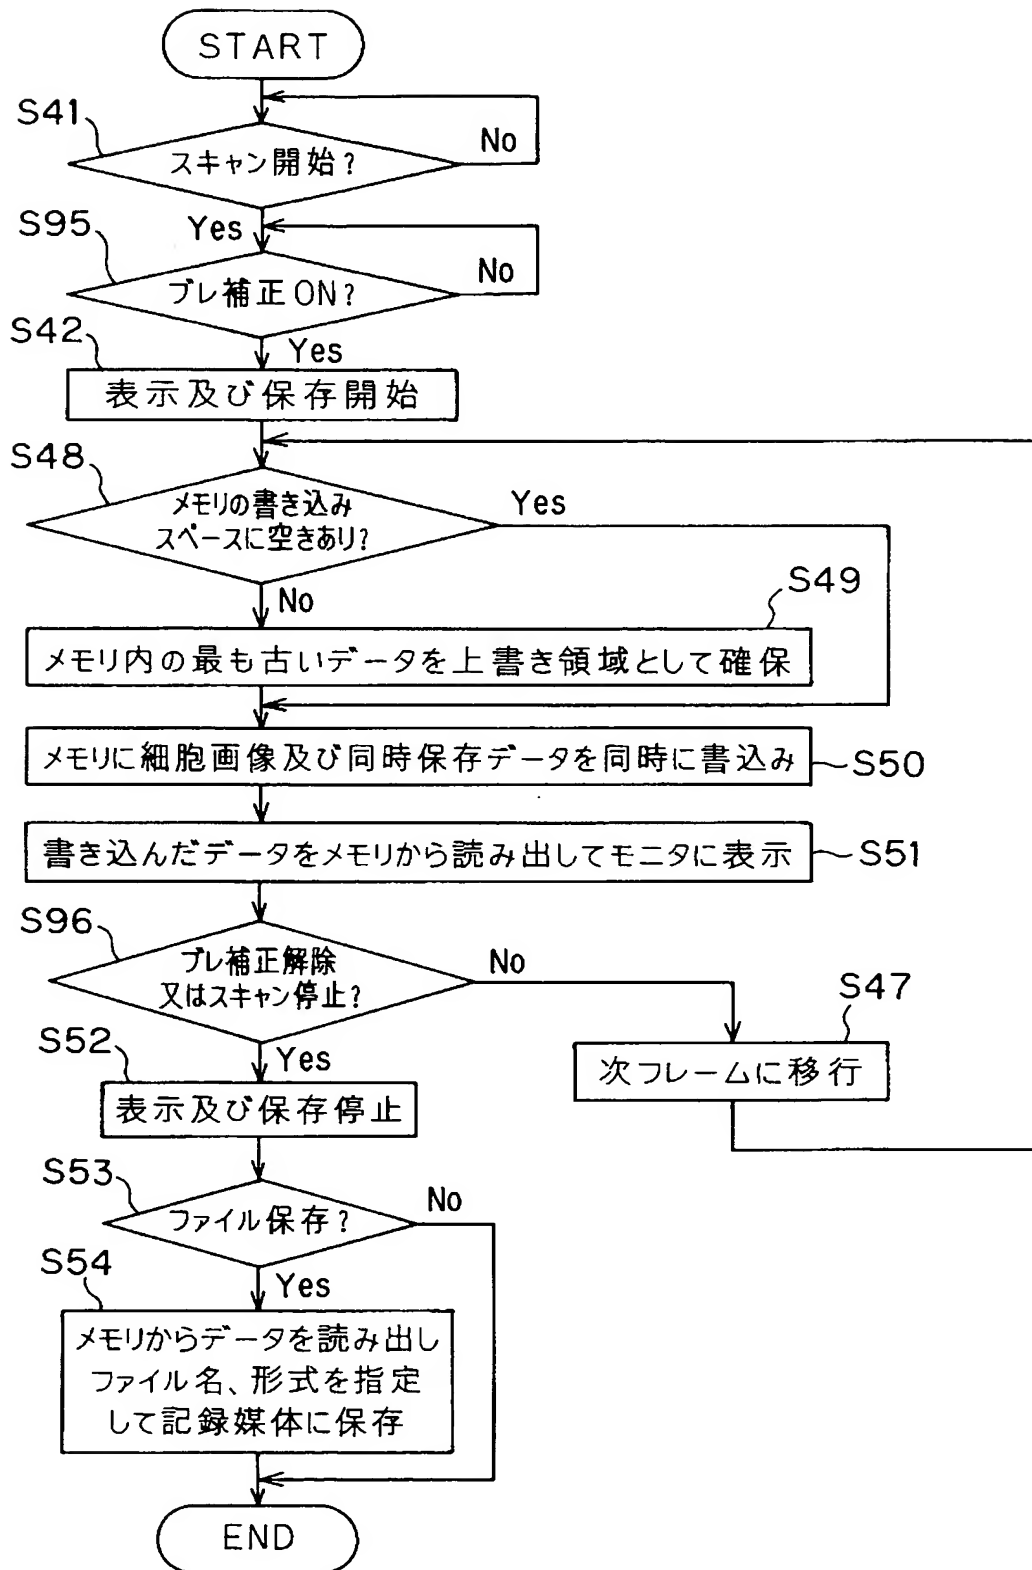 START
S41
スキャン開始?
No
Yes
S95
ブレ補正ON?
No
Yes
S42
表示及び保存開始
S48
メモリの書き込み
スペースに空きあり?
Yes
No
S49
メモリ内の最も古いデータを上書き領域として確保
メモリに細胞画像及び同時保存データを同時に書込み
S50
書き込んだデータをメモリから読み出してモニタに表示
S51
S96
ブレ補正解除
又はスキャン停止?
No
Yes
S47
次フレームに移行
S52
表示及び保存停止
S53
ファイル保存?
No
Yes
S54
メモリからデータを読み出し
ファイル名、形式を指定
して記録媒体に保存
END